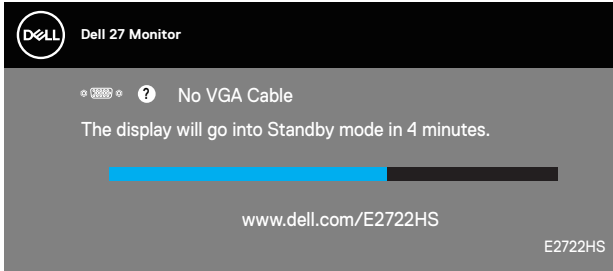 DELL
Dell 27 Monitor
? No VGA Cable
The display will go into Standby mode in 4 minutes.
www.dell.com/E2722HS
E2722HS